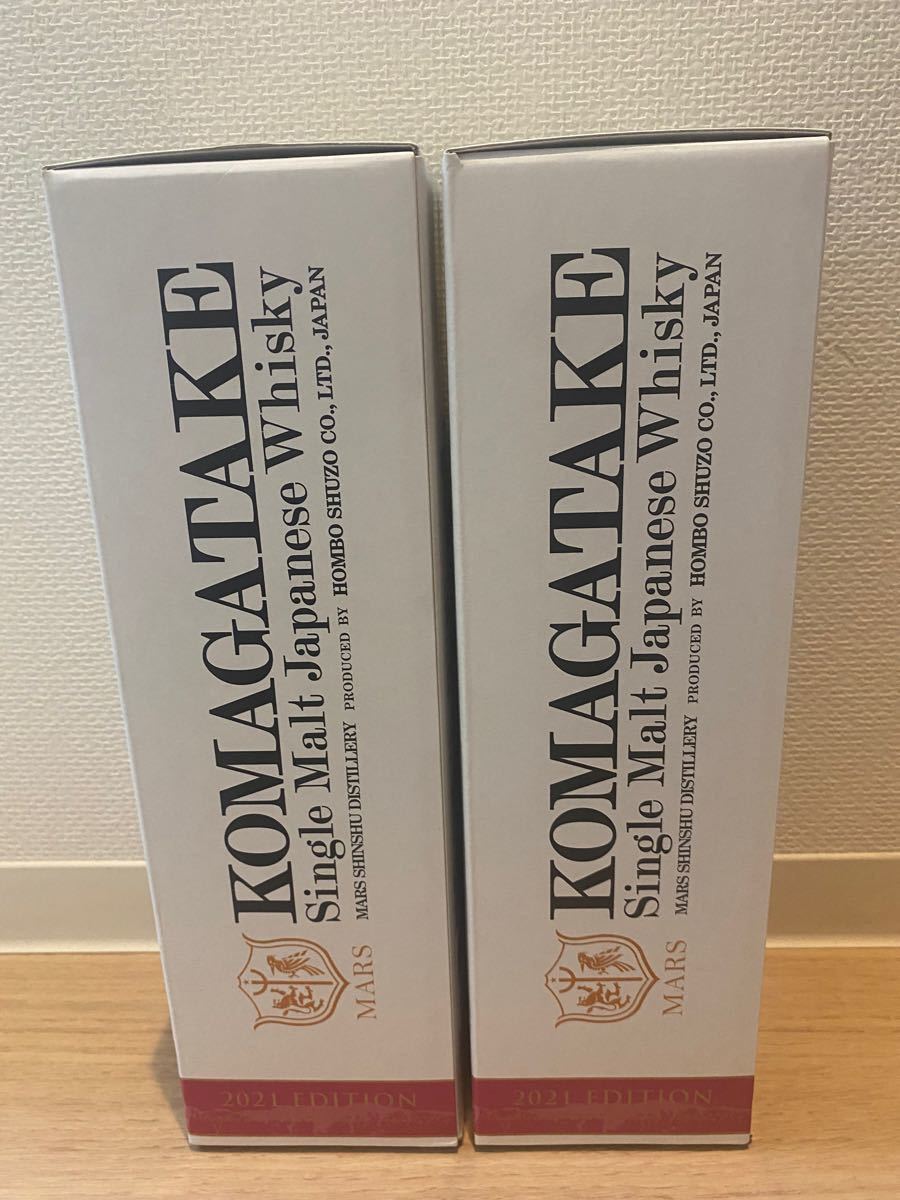 KOMAGATAKE
Single Malt Japanese Whisky
MARS SHINSHU DISTILLERY PRODUCED BY HOMBO SHUZO CO., LTD., JAPAN
MARS
2021 EDITION
KOMAGATAKE
Single Malt Japanese Whisky
MARS SHINSHU DISTILLERY PRODUCED BY HOMBO SHUZO CO., LTD., JAPAN
MARS
2021 EDITION